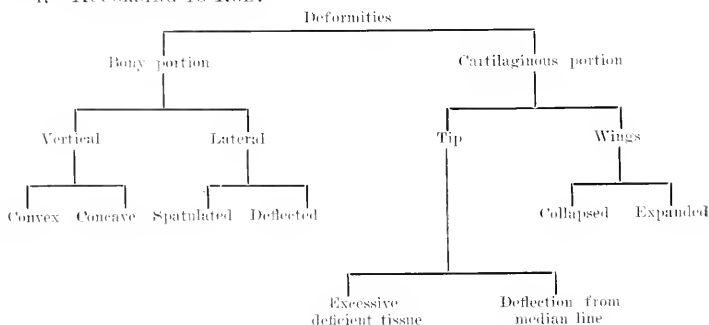 Deformities
Bony portion
Cartilaginous portion
Vertical
Lateral
Tip
Wings
Convex
Concave
Spatulated
Deflected
Collapsed
Expanded
Excessive
deficient tissue
Deflection from
median line